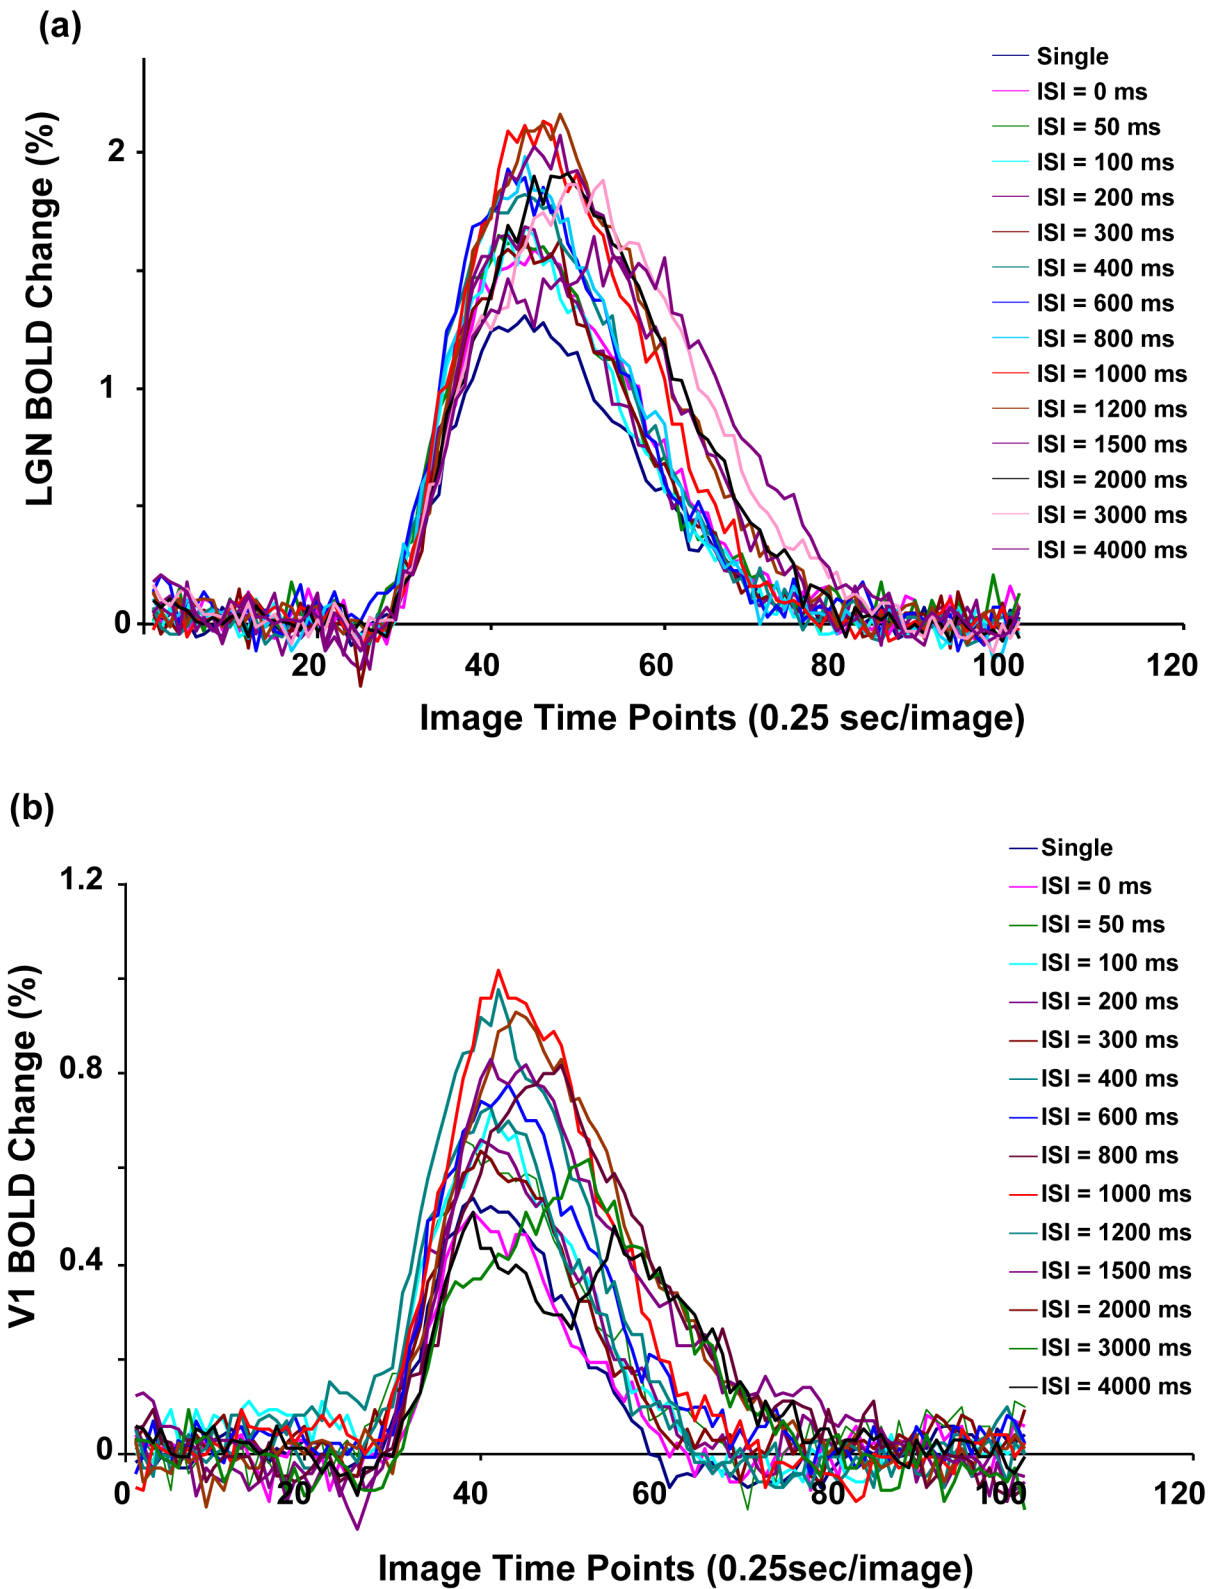 (a)
Single
ISI = 0 ms
ISI = 50 ms
ISI = 100 ms
ISI = 200 ms
ISI = 300 ms
ISI = 400 ms
ISI = 600 ms
ISI = 800 ms
ISI = 1000 ms
ISI = 1200 ms
ISI = 1500 ms
ISI = 2000 ms
ISI = 3000 ms
ISI = 4000 ms
LGN BOLD Change (%)
2
1
0
20 40 60 80 100 120
Image Time Points (0.25 sec/image)
(b)
Single
ISI = 0 ms
ISI = 50 ms
ISI = 100 ms
ISI = 200 ms
ISI = 300 ms
ISI = 400 ms
ISI = 600 ms
ISI = 800 ms
ISI = 1000 ms
ISI = 1200 ms
ISI = 1500 ms
ISI = 2000 ms
ISI = 3000 ms
ISI = 4000 ms
V1 BOLD Change (%)
1.2
0.8
0.4
0
0 20 40 60 80 100 120
Image Time Points (0.25sec/image)